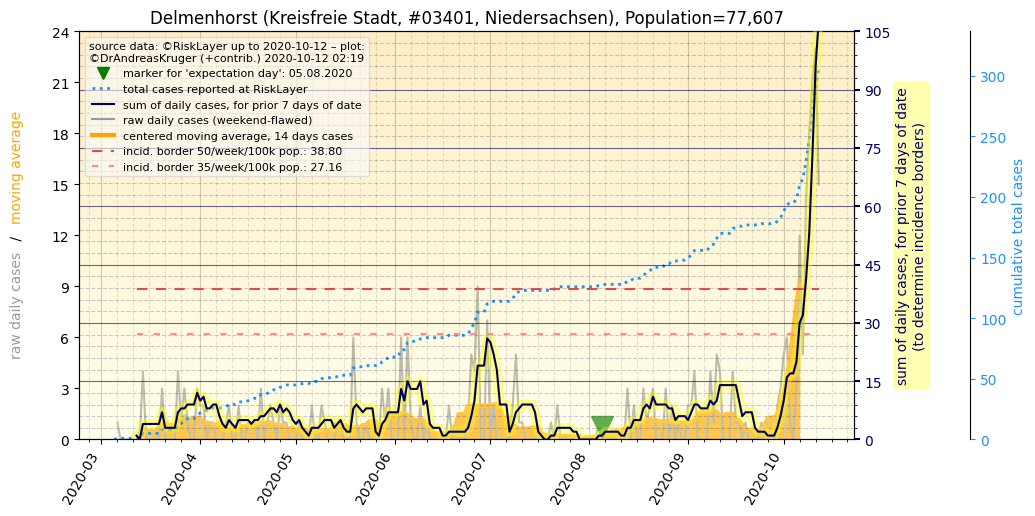 Delmenhorst (Kreisfreie Stadt, #03401, Niedersachsen), Population=77,607
source data: ©RiskLayer up to 2020-10-12 – plot:
©DrAndreasKruger (+contrib.) 2020-10-12 02:19
marker for 'expectation day': 05.08.2020
total cases reported at RiskLayer
sum of daily cases, for prior 7 days of date
raw daily cases (weekend-flawed)
centered moving average, 14 days cases
incid. border 50/week/100k pop.: 38.80
incid. border 35/week/100k pop.: 27.16
raw daily cases / moving average
24
21
18
15
12
9
6
3
0
105
90
75
60
45
30
15
0
sum of daily cases, for prior 7 days of date
(to determine incidence borders)
300
250
200
150
100
50
0
cumulative total cases
2020-03
2020-04
2020-05
2020-06
2020-07
2020-08
2020-09
2020-10